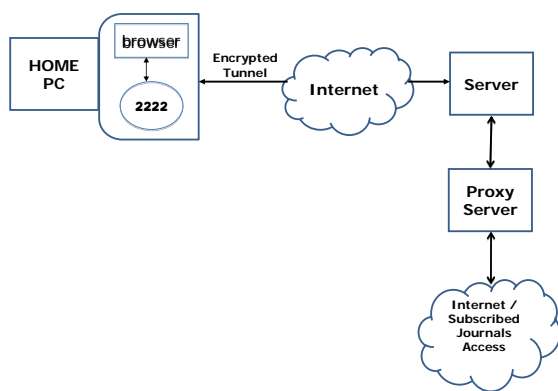 HOME
PC
browser
2222
Encrypted
Tunnel
Internet
Server
Proxy
Server
Internet /
Subscribed
Journals
Access